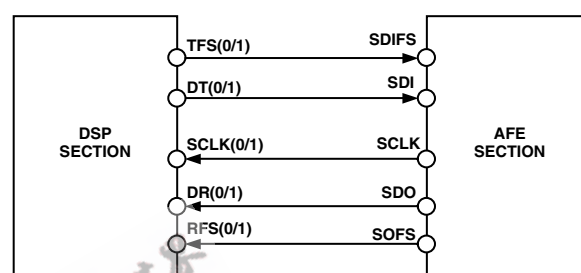 TFS(0/1) SDIFS
DT(0/1) SDI
DSP
SECTION
AFE
SECTION
SCLK(0/1) SCLK
DR(0/1) SDO
RFS(0/1) SOFS